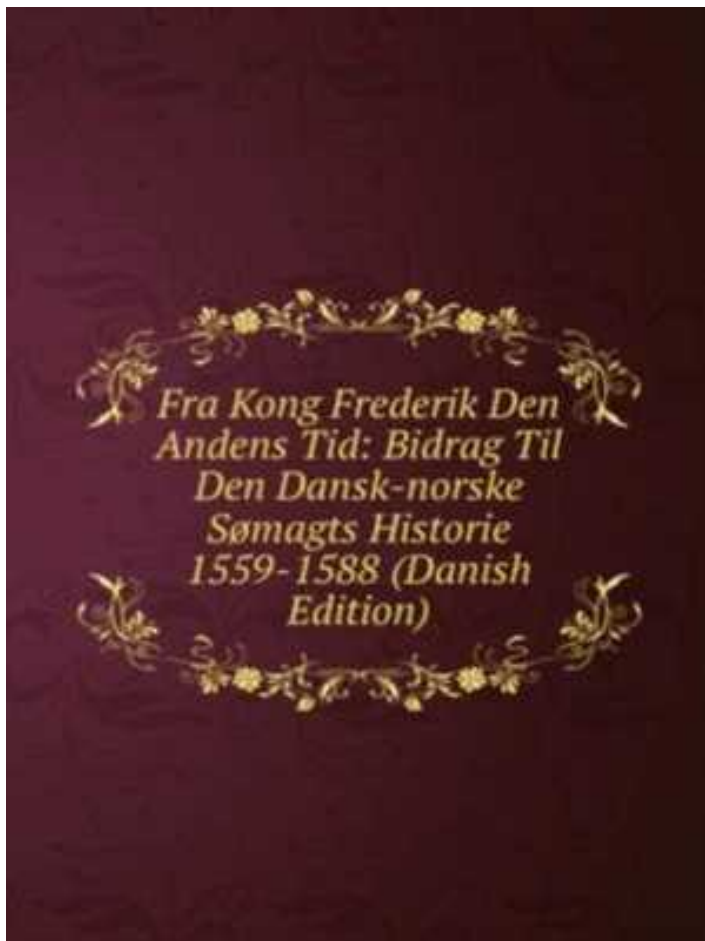 Fra Kong Frederik Den
Andens Tid: Bidrag Til
Den Dansk-norske
Sømagts Historie
1559-1588 (Danish
Edition)